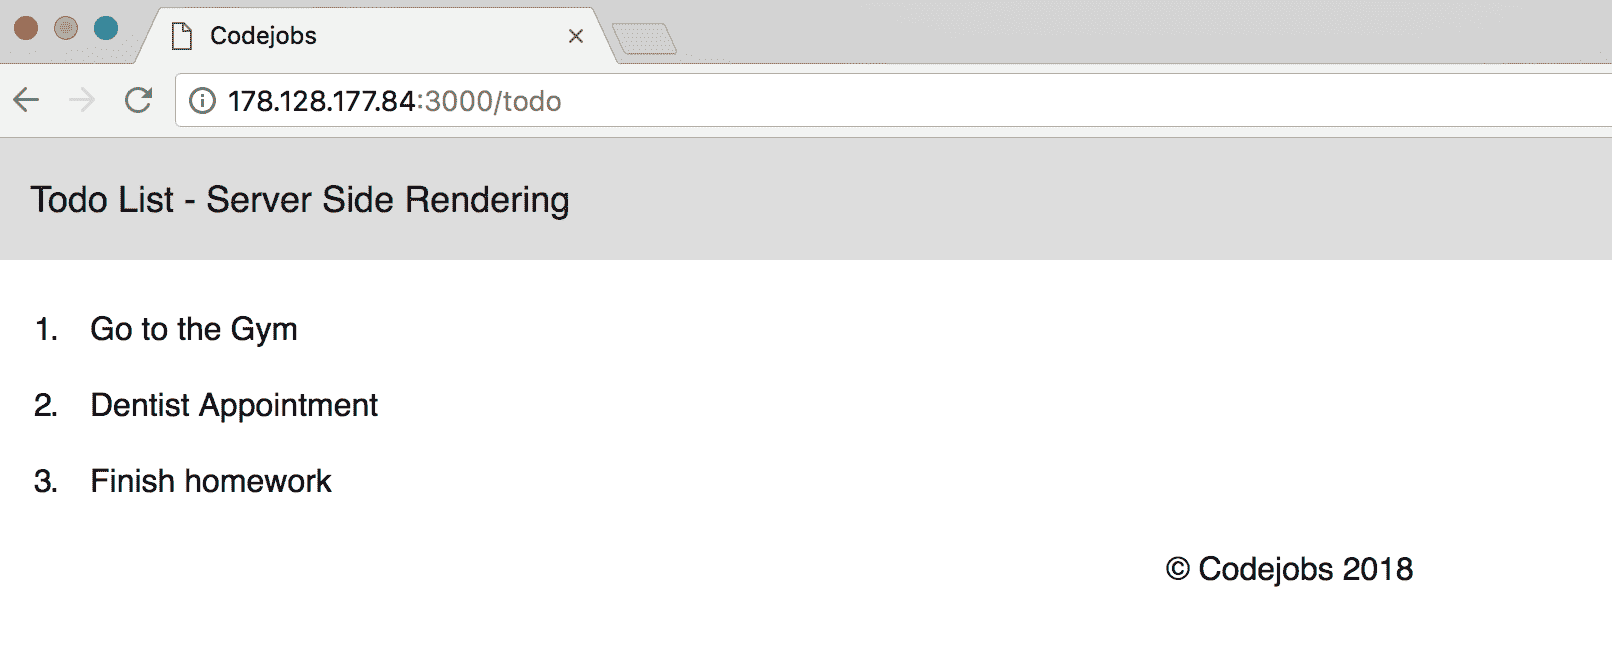 Codejobs
178.128.177.84:3000/todo
Todo List - Server Side Rendering
1. Go to the Gym
2. Dentist Appointment
3. Finish homework
© Codejobs 2018